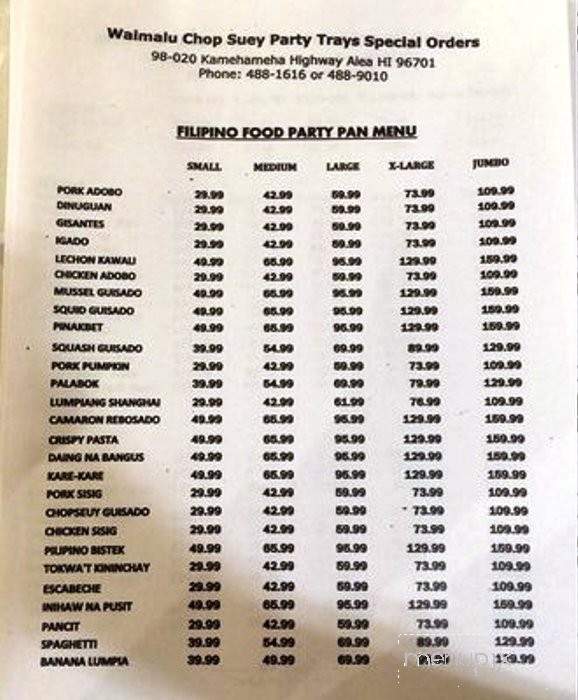 Waimalu Chop Suey Party Trays Special Orders
98-020 Kamehameha Highway Aiea HI 96701
Phone: 488-1616 or 488-9010
FILIPINO FOOD PARTY PAN MENU
SMALL MEDIUM LARGE X-LARGE JUMBO
PORK ADOBO 29.99 42.99 59.99 73.99 109.99
DINUGUAN 29.99 42.99 59.99 73.99 109.99
GISANTES 29.99 42.99 59.99 73.99 109.99
IGADO 29.99 42.99 59.99 73.99 109.99
LECHON KAWALI 49.99 65.99 95.99 129.99 159.99
CHICKEN ADOBO 29.99 42.99 59.99 73.99 109.99
MUSSEL GUISADO 49.99 65.99 95.99 129.99 159.99
SQUID GUISADO 49.99 65.99 95.99 129.99 159.99
PINAKBET 49.99 65.99 95.99 129.99 159.99
SQUASH GUISADO 39.99 54.99 69.99 89.99 129.99
PORK PUMPKIN 29.99 42.99 59.99 73.99 109.99
PALABOK 39.99 54.99 69.99 79.99 129.99
LUMPIANG SHANGHAI 29.99 42.99 61.99 76.99 109.99
CAMARON REBOSADO 49.99 65.99 95.99 129.99 159.99
CRISPY PASTA 49.99 65.99 95.99 129.99 159.99
DAING NA BANGUS 49.99 65.99 95.99 129.99 159.99
KARE-KARE 49.99 65.99 95.99 129.99 159.99
PORK SISIG 29.99 42.99 59.99 73.99 109.99
CHOPSEUY GUISADO 29.99 42.99 59.99 73.99 109.99
CHICKEN SISIG 29.99 42.99 59.99 73.99 109.99
PILIPINO BISTEK 49.99 65.99 95.99 129.99 159.99
TOKWA'T KININCHAY 29.99 42.99 59.99 73.99 109.99
ESCABECHE 29.99 42.99 59.99 73.99 109.99
INIHAW NA PUSIT 49.99 65.99 95.99 129.99 159.99
PANCIT 29.99 42.99 59.99 73.99 109.99
SPAGHETTI 39.99 54.99 69.99 89.99 129.99
BANANA LUMPIA 39.99 49.99 69.99